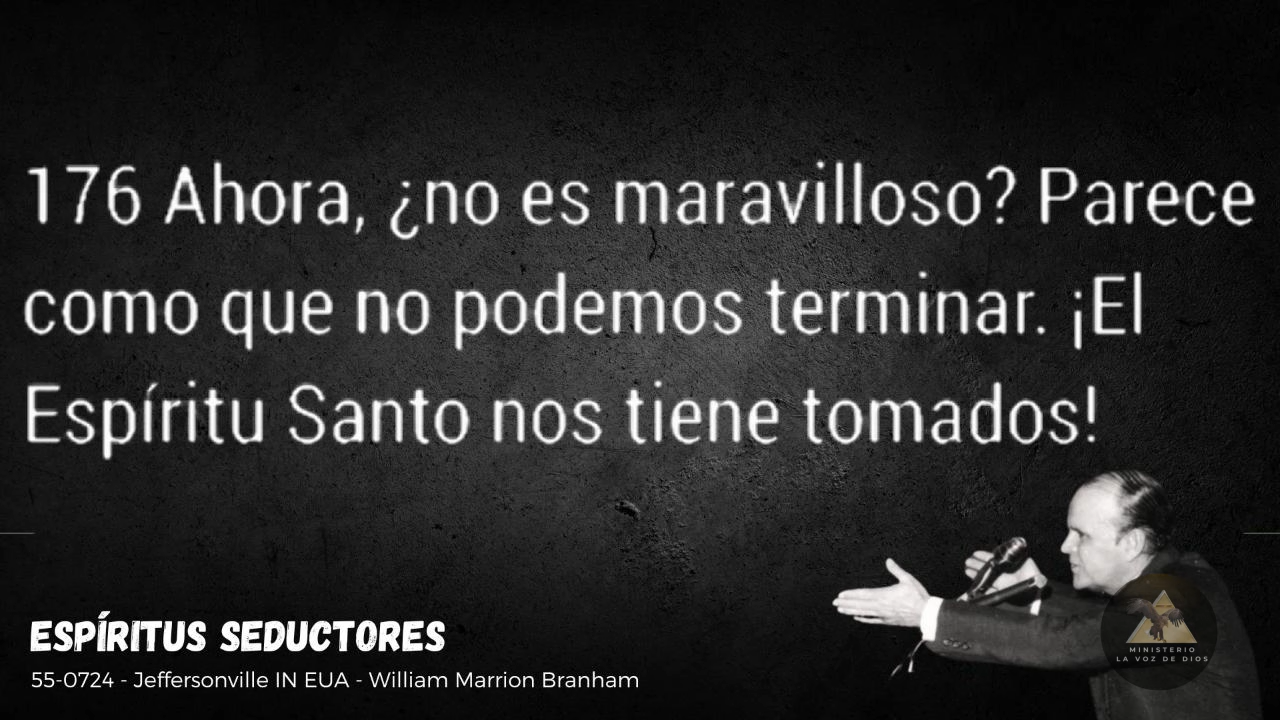 176 Ahora, ¿no es maravilloso? Parece
como que no podemos terminar. ¡El
Espíritu Santo nos tiene tomados!
ESPÍRITUS SEDUCTORES
55-0724 - Jeffersonville IN EUA - William Marrion Branham
MINISTERIO
LA VOZ DE DIOS